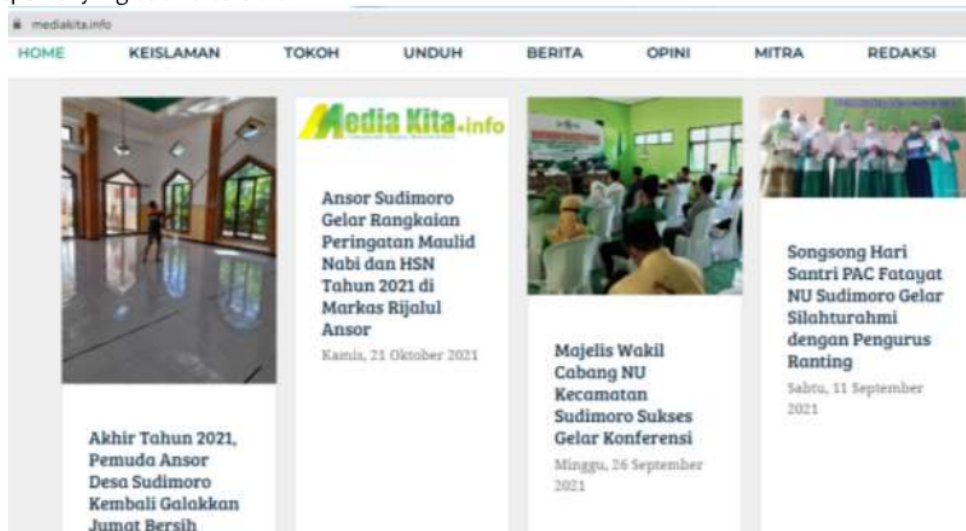 mediakita.info
HOME KEISLAMAN TOKOH UNDUH BERITA OPINI MITRA REDAKSI
Media Kita.info
Akhir Tahun 2021,
Pemuda Ansor
Desa Sudimoro
Kembali Galakkan
Jumat Bersih
Ansor Sudimoro
Gelar Rangkaian
Peringatan Maulid
Nabi dan HSN
Tahun 2021 di
Markas Rijalul
Ansor
Kamis, 21 Oktober 2021
Majelis Wakil
Cabang NU
Kecamatan
Sudimoro Sukses
Gelar Konferensi
Minggu, 26 September
2021
Songsong Hari
Santri PAC Fatayat
NU Sudimoro Gelar
Silahturahmi
dengan Pengurus
Ranting
Sabtu, 11 September
2021